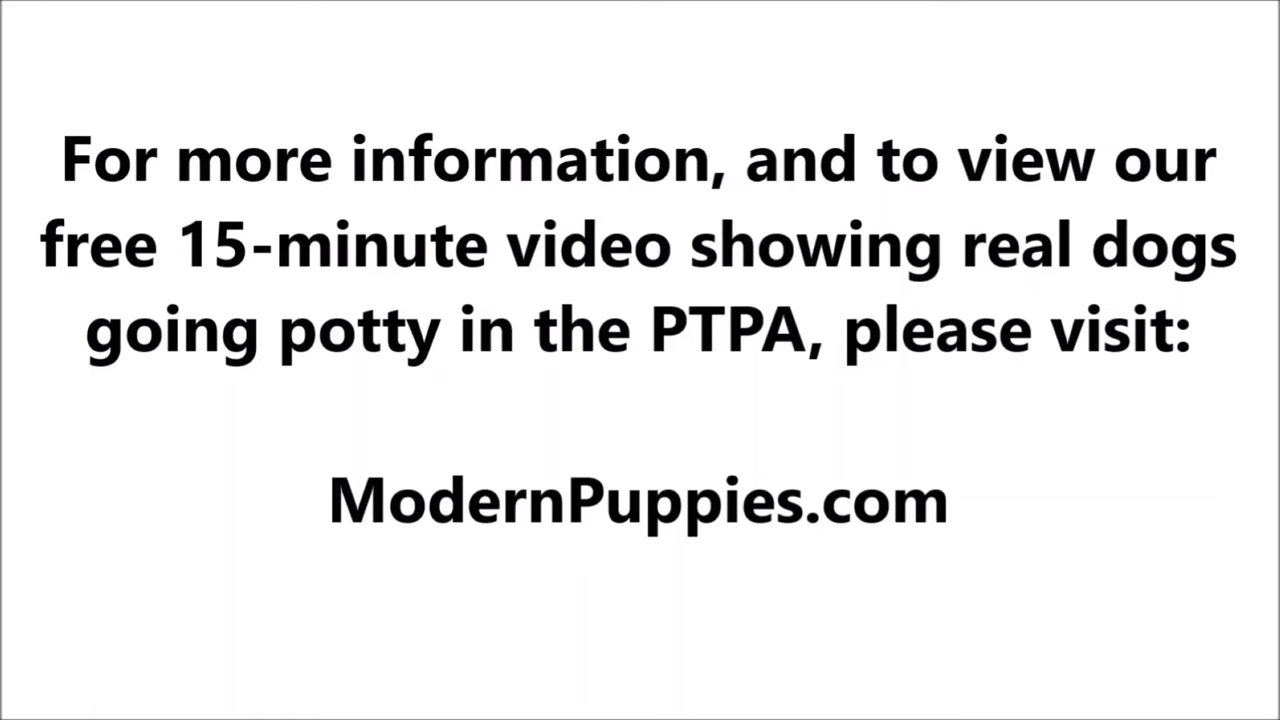 For more information, and to view our
free 15-minute video showing real dogs
going potty in the PTPA, please visit:
ModernPuppies.com